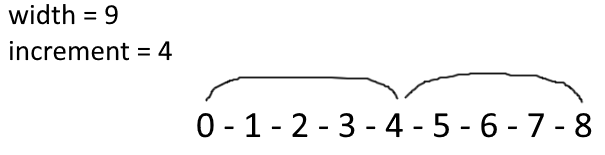 width = 9
increment = 4
0 - 1 - 2 - 3 - 4 - 5 - 6 - 7 - 8